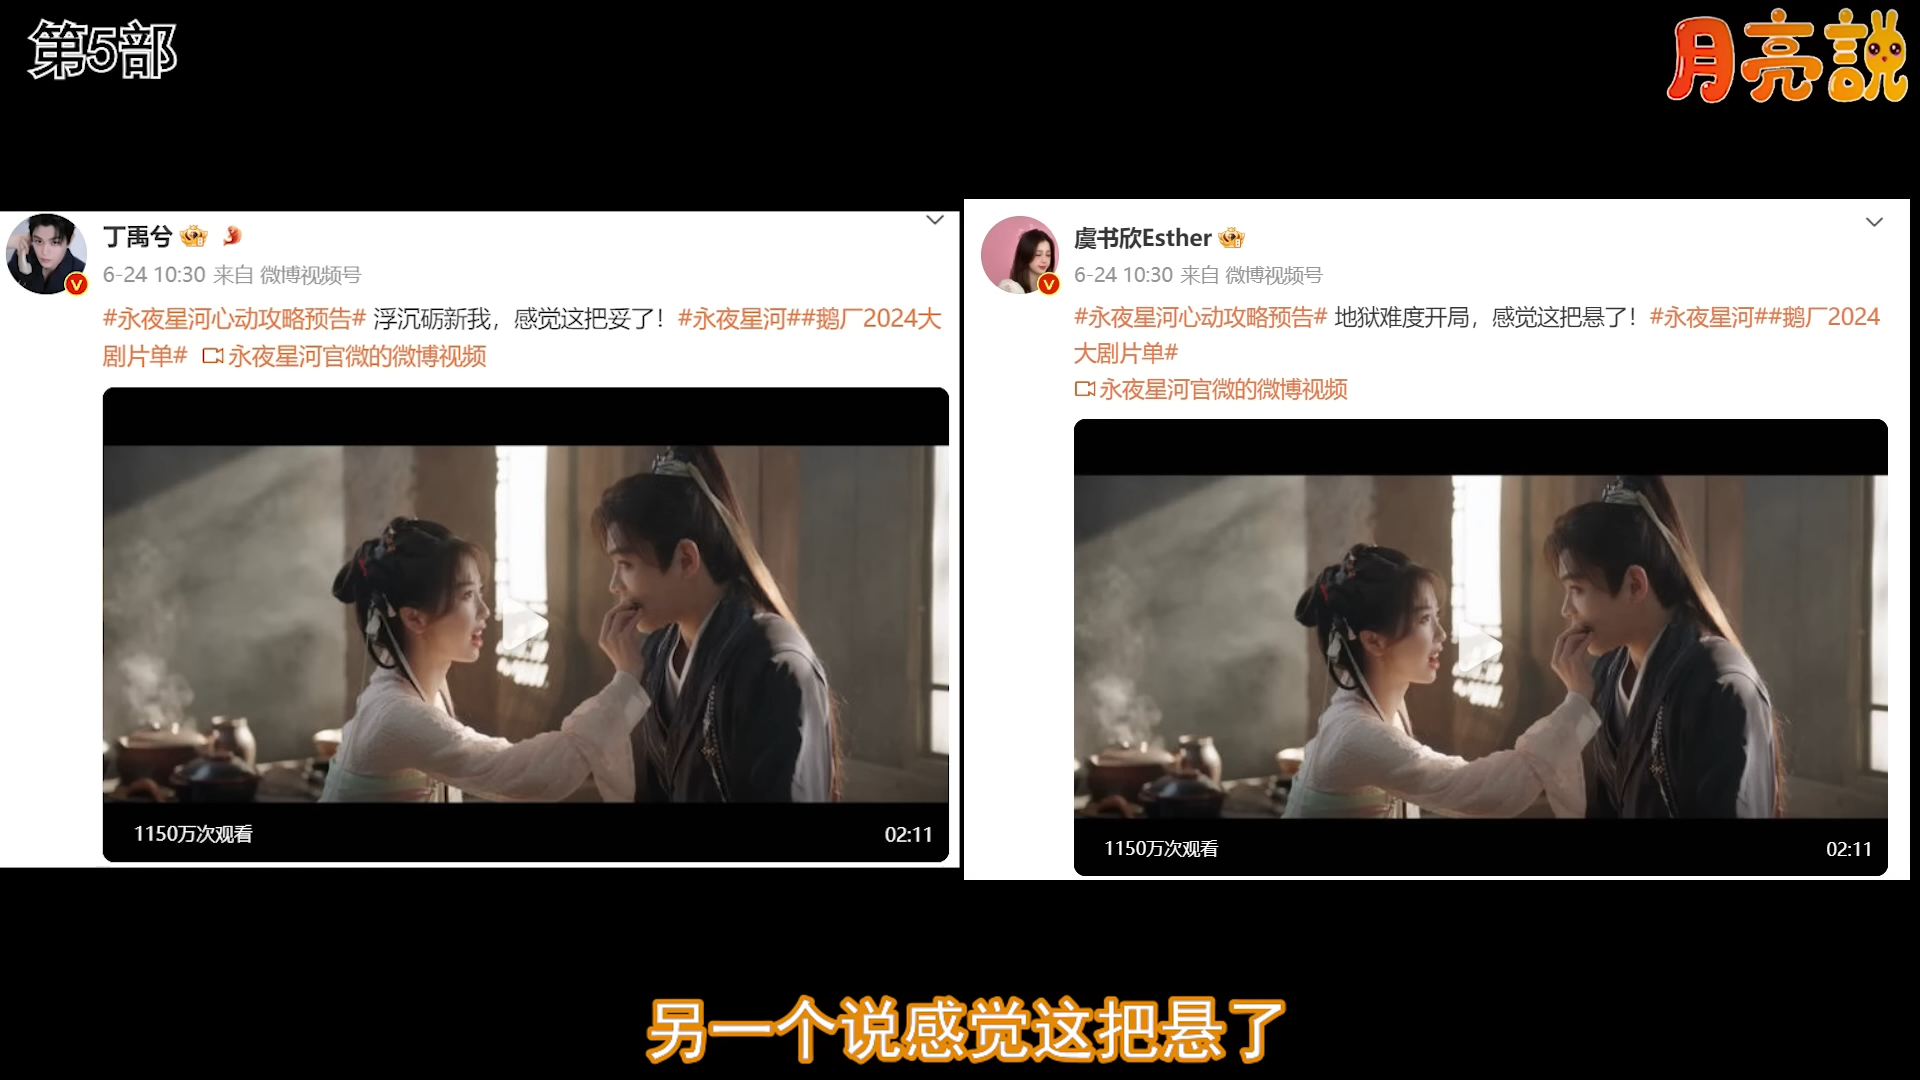 第5部
月亮說
丁禹兮
6-24 10:30 来自 微博视频号
#永夜星河心动攻略预告# 浮沉砺新我，感觉这把妥了！#永夜星河##鹅厂2024大
剧片单# 永夜星河官微的微博视频
1150万次观看
02:11
虞书欣Esther
6-24 10:30 来自 微博视频号
#永夜星河心动攻略预告# 地狱难度开局，感觉这把悬了！#永夜星河##鹅厂2024
大剧片单#
永夜星河官微的微博视频
1150万次观看
02:11
另一个说感觉这把悬了